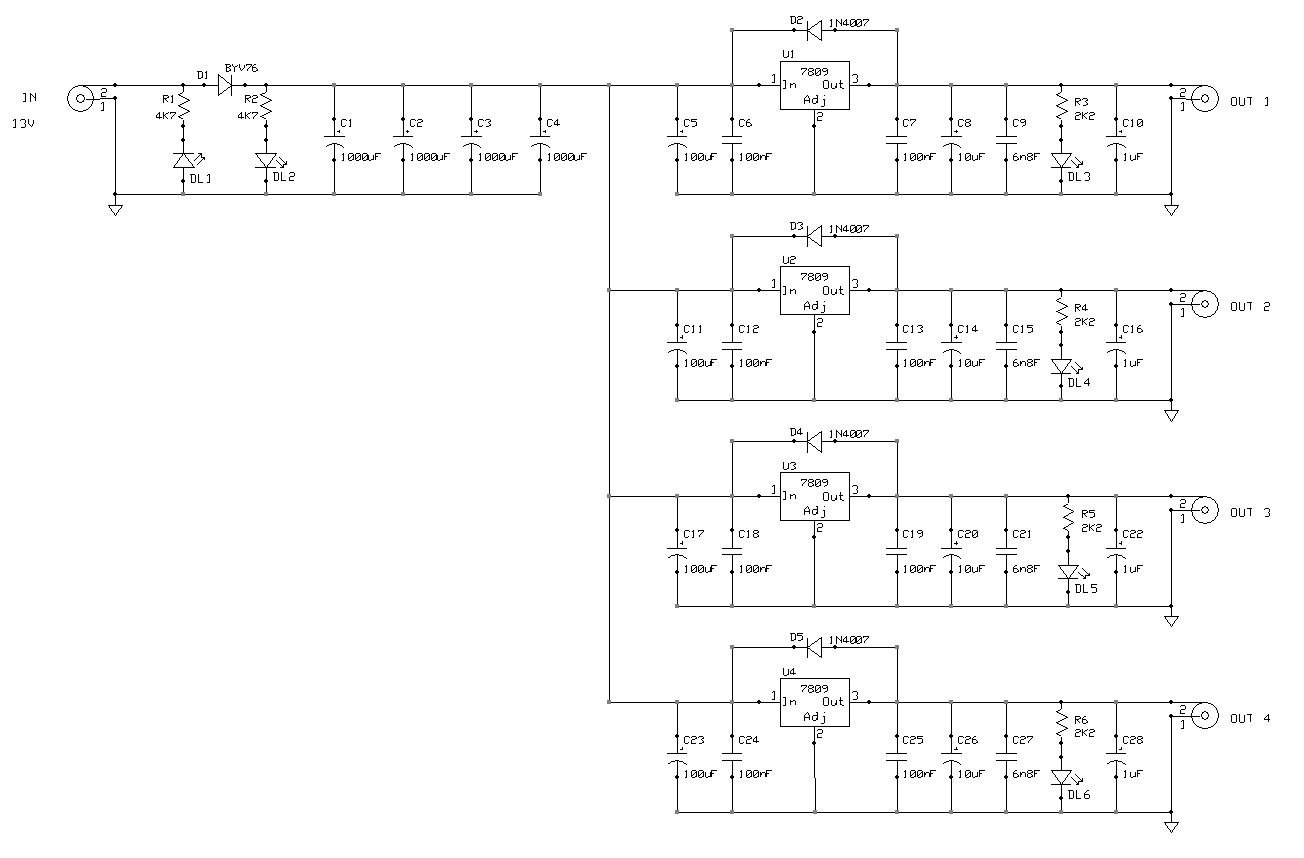 IN
13V
2
1
D1
BYV76
R1
4K7
DL1
R2
4K7
DL2
C1
1000uF
C2
1000uF
C3
1000uF
C4
1000uF
D2
1N4007
U1
7809
1
In
Out
3
Adj
2
C5
100uF
C6
100nF
C7
100nF
C8
10uF
C9
6n8F
R3
2K2
DL3
C10
1uF
2
1
OUT 1
D3
1N4007
U2
7809
1
In
Out
3
Adj
2
C11
100uF
C12
100nF
C13
100nF
C14
10uF
C15
6n8F
R4
2K2
DL4
C16
1uF
2
1
OUT 2
D4
1N4007
U3
7809
1
In
Out
3
Adj
2
C17
100uF
C18
100nF
C19
100nF
C20
10uF
C21
6n8F
R5
2K2
DL5
C22
1uF
2
1
OUT 3
D5
1N4007
U4
7809
1
In
Out
3
Adj
2
C23
100uF
C24
100nF
C25
100nF
C26
10uF
C27
6n8F
R6
2K2
DL6
C28
1uF
2
1
OUT 4